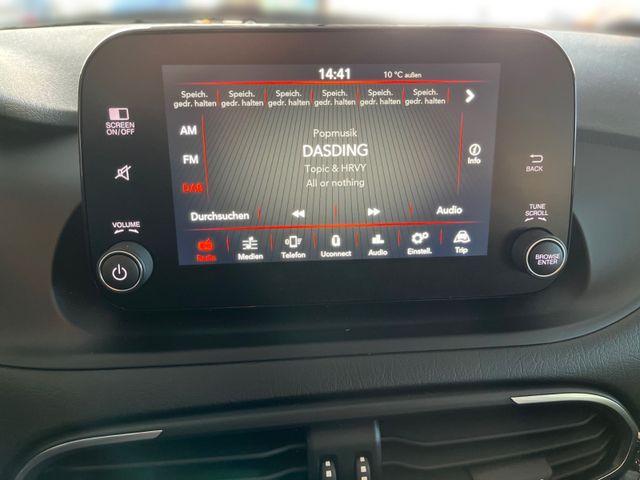 14:41 10 °C außen
Speich. Speich. Speich. Speich. Speich. Speich.
gedr. halten gedr. halten gedr. halten gedr. halten gedr. halten gedr. halten
SCREEN
ON/OFF
AM
FM
DAB
Popmusik
DASDING
Topic & HRVY
All or nothing
Info
BACK
VOLUME
TUNE
SCROLL
Durchsuchen Audio
Radio Medien Telefon Uconnect Audio Einstell. Trip
BROWSE
ENTER